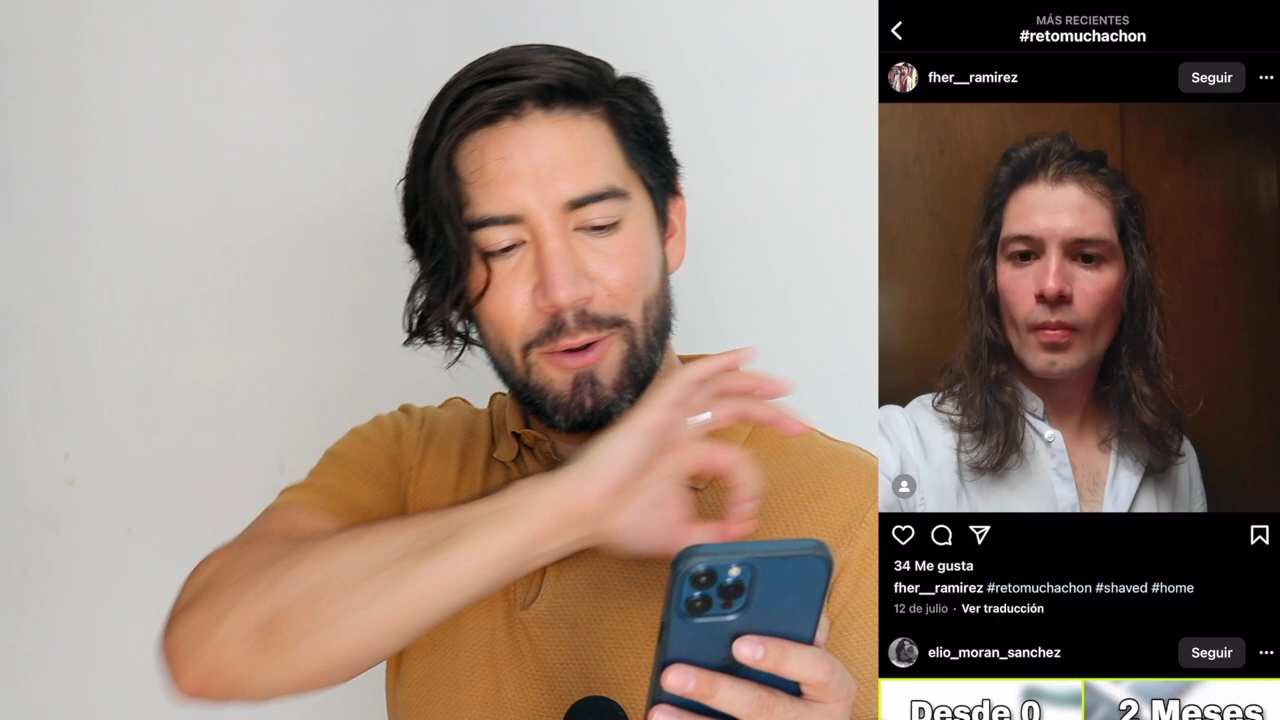 MÁS RECIENTES
#retomuchachon
fher__ramirez
Seguir
34 Me gusta
fher__ramirez #retomuchachon #shaved #home
12 de julio · Ver traducción
elio_moran_sanchez
Seguir
Desde 0
2 Meses